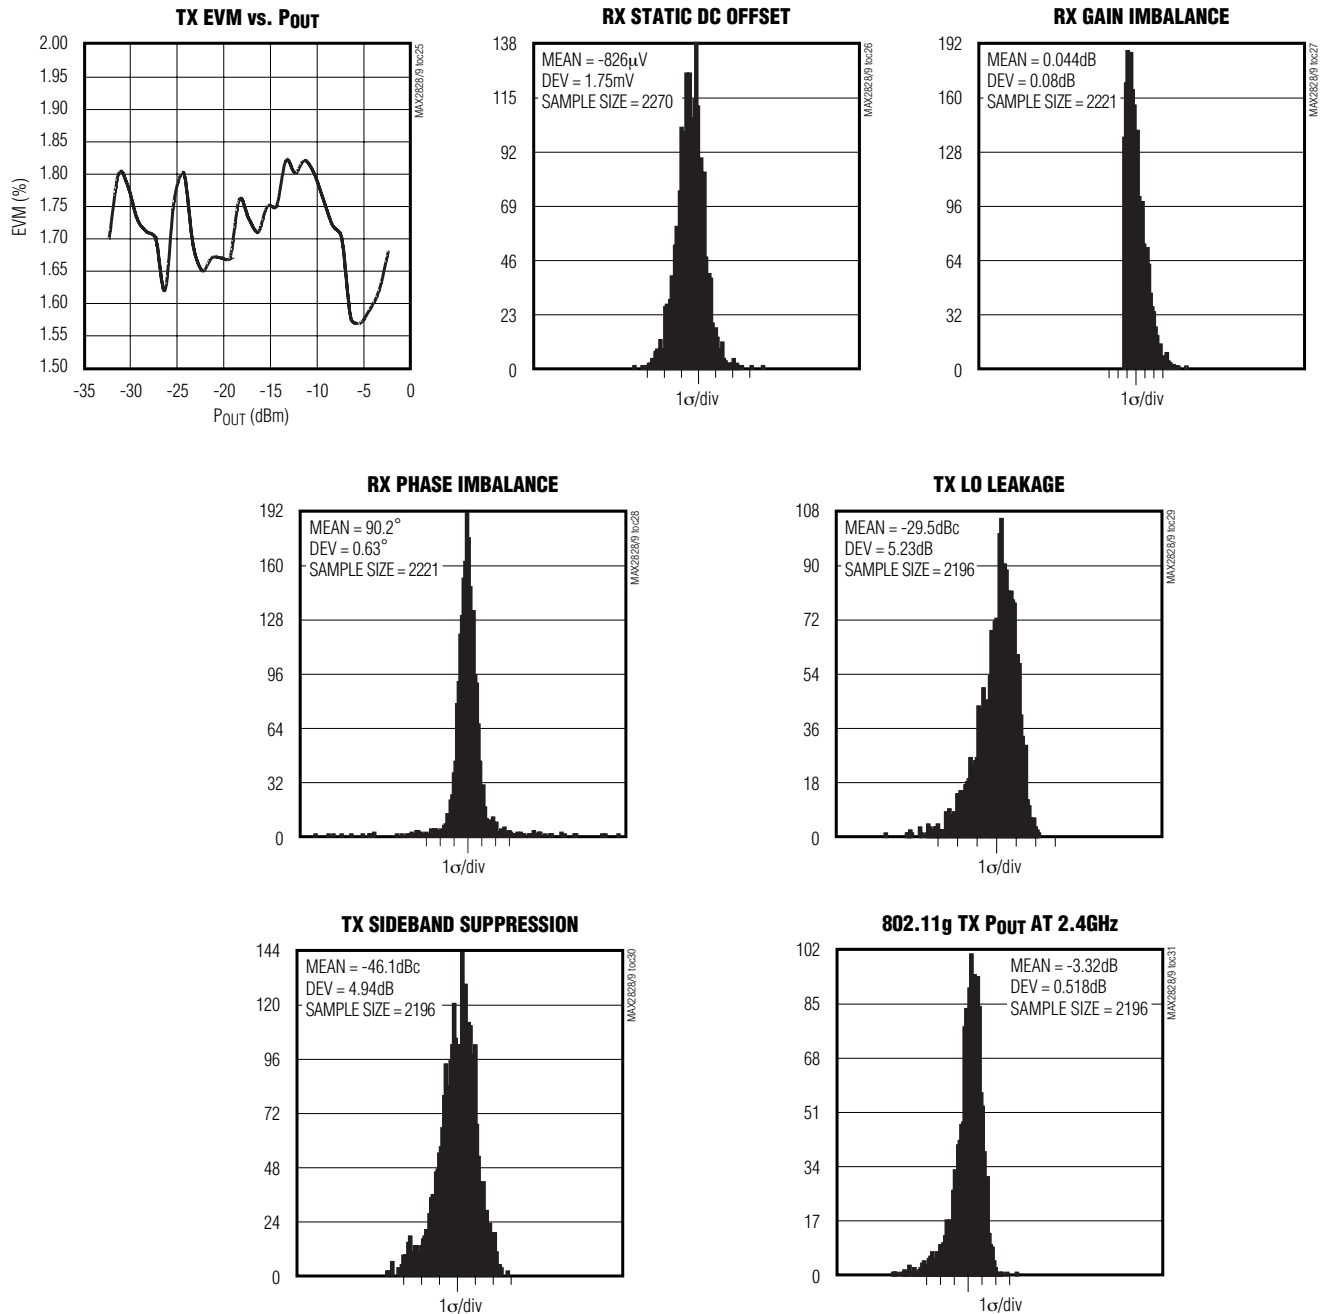 TX EVM vs. POUT
2.00
1.95
1.90
1.85
1.80
1.75
1.70
1.65
1.60
1.55
1.50
EVM (%)
-35 -30 -25 -20 -15 -10 -5 0
POUT (dBm)
MAX2828/9 toc25
RX STATIC DC OFFSET
138
115
92
69
46
23
0
MEAN = -826μV
DEV = 1.75mV
SAMPLE SIZE = 2270
1σ/div
MAX2828/9 toc26
RX GAIN IMBALANCE
192
160
128
96
64
32
0
MEAN = 0.044dB
DEV = 0.08dB
SAMPLE SIZE = 2221
1σ/div
MAX2828/9 toc27
RX PHASE IMBALANCE
192
160
128
96
64
32
0
MEAN = 90.2°
DEV = 0.63°
SAMPLE SIZE = 2221
1σ/div
MAX2828/9 toc28
TX LO LEAKAGE
108
90
72
54
36
18
0
MEAN = -29.5dBc
DEV = 5.23dB
SAMPLE SIZE = 2196
1σ/div
MAX2828/9 toc29
TX SIDEBAND SUPPRESSION
144
120
96
72
48
24
0
MEAN = -46.1dBc
DEV = 4.94dB
SAMPLE SIZE = 2196
1σ/div
MAX2828/9 toc30
802.11g TX POUT AT 2.4GHz
102
85
68
51
34
17
0
MEAN = -3.32dB
DEV = 0.518dB
SAMPLE SIZE = 2196
1σ/div
MAX2828/9 toc31